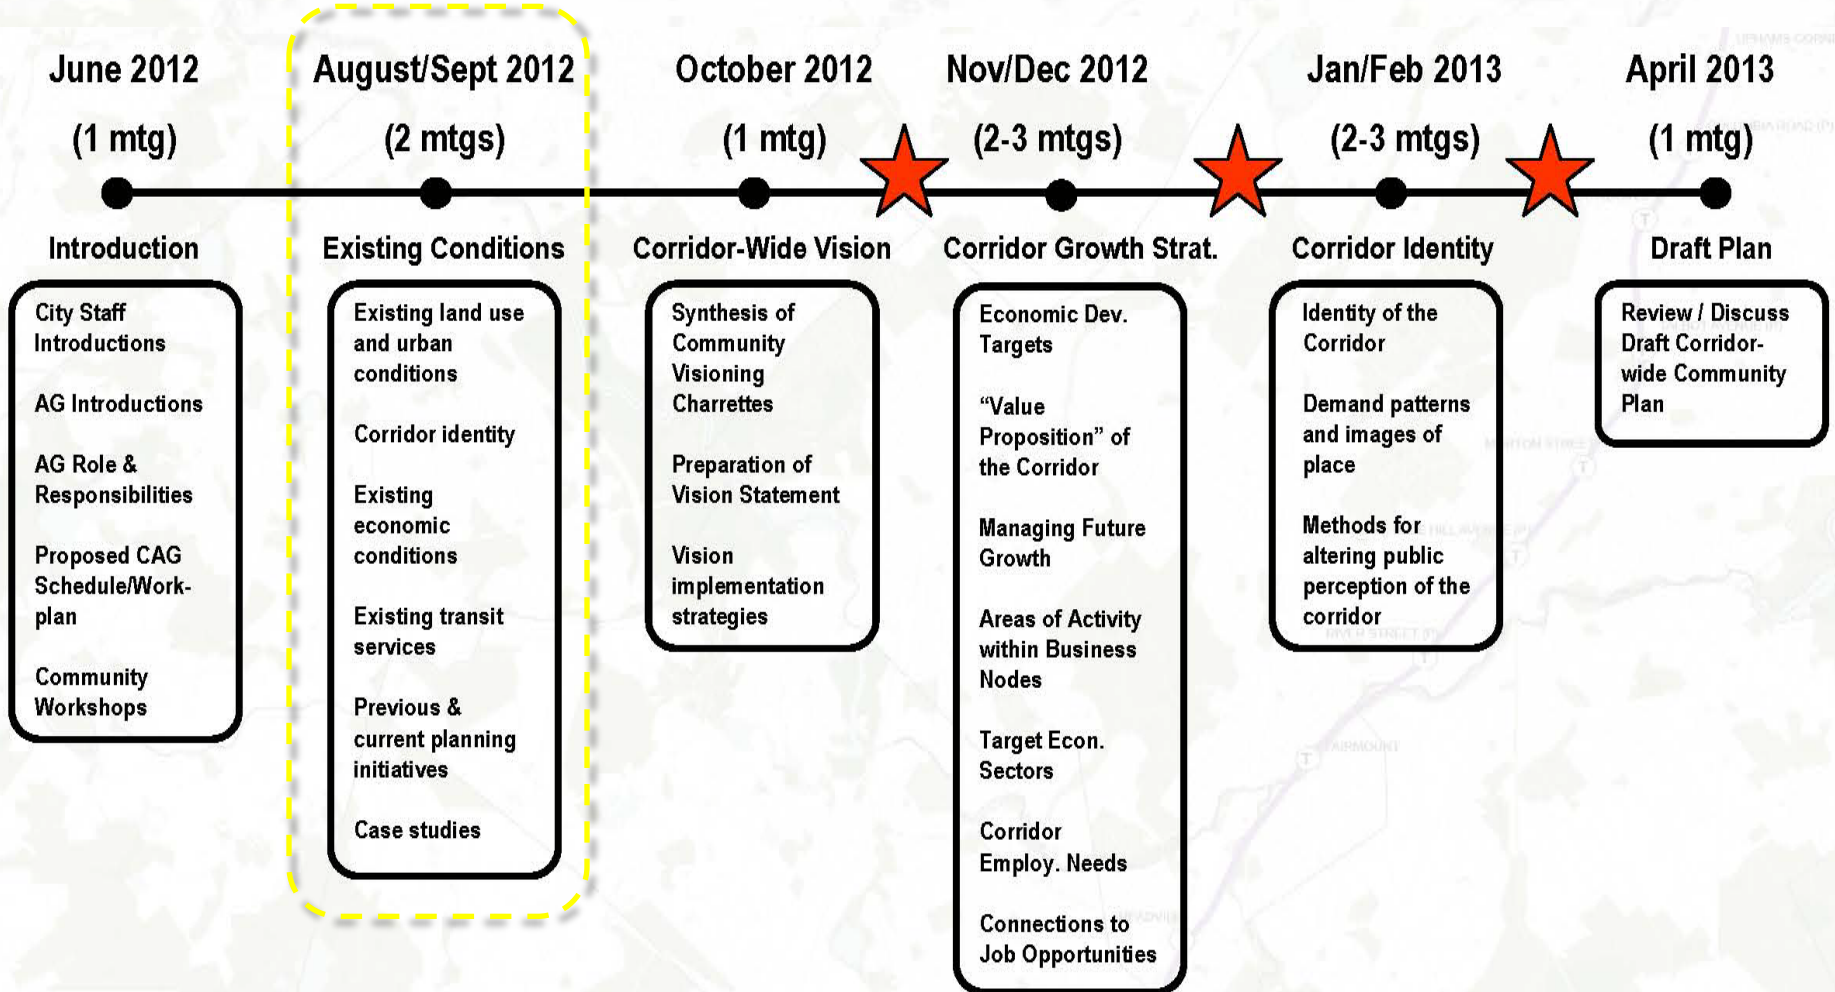 June 2012
(1 mtg)
Introduction
City Staff
Introductions
AG Introductions
AG Role &
Responsibilities
Proposed CAG
Schedule/Work-
plan
Community
Workshops
August/Sept 2012
(2 mtgs)
Existing Conditions
Existing land use
and urban
conditions
Corridor identity
Existing
economic
conditions
Existing transit
services
Previous &
current planning
initiatives
Case studies
October 2012
(1 mtg)
Corridor-Wide Vision
Synthesis of
Community
Visioning
Charrettes
Preparation of
Vision Statement
Vision
implementation
strategies
Nov/Dec 2012
(2-3 mtgs)
Corridor Growth Strat.
Economic Dev.
Targets
“Value
Proposition” of
the Corridor
Managing Future
Growth
Areas of Activity
within Business
Nodes
Target Econ.
Sectors
Corridor
Employ. Needs
Connections to
Job Opportunities
Jan/Feb 2013
(2-3 mtgs)
Corridor Identity
Identity of the
Corridor
Demand patterns
and images of
place
Methods for
altering public
perception of the
corridor
April 2013
(1 mtg)
Draft Plan
Review / Discuss
Draft Corridor-
wide Community
Plan
T
T
T
RIVER STREET
T
T